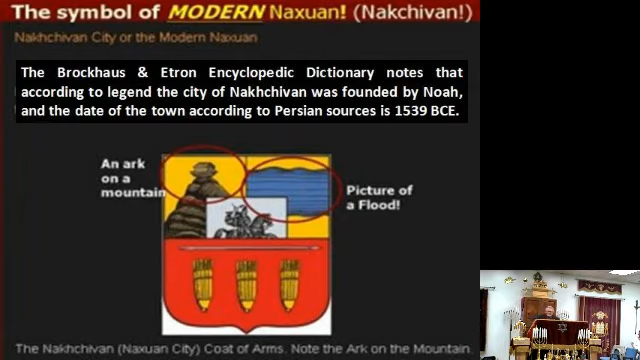 The symbol of MODERN Naxuan! (Nakchivan!)
Nakhchivan City or the Modern Naxuan
The Brockhaus & Etron Encyclopedic Dictionary notes that
according to legend the city of Nakhchivan was founded by Noah,
and the date of the town according to Persian sources is 1539 BCE.
An ark
on a
mountain
Picture of
a Flood!
The Nakhchivan (Naxuan City) Coat of Arms. Note the Ark on the Mountain